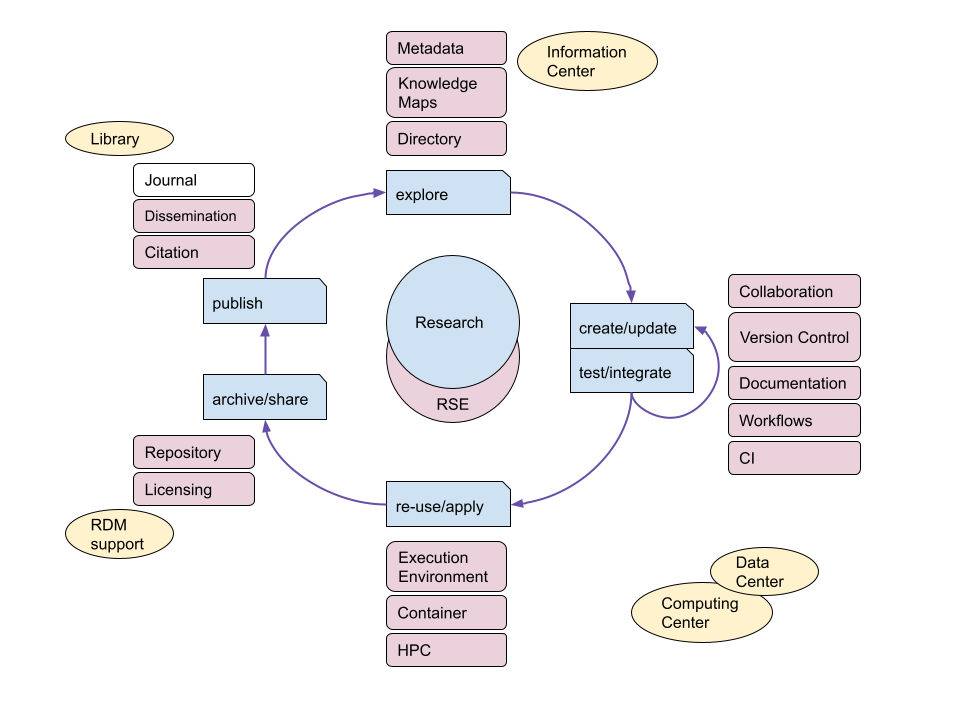 Metadata
Knowledge
Maps
Directory
Information
Center
Library
Journal
Dissemination
Citation
explore
publish
Research
RSE
create/update
test/integrate
Collaboration
Version Control
Documentation
Workflows
CI
archive/share
Repository
Licensing
RDM
support
re-use/apply
Execution
Environment
Container
HPC
Data
Center
Computing
Center